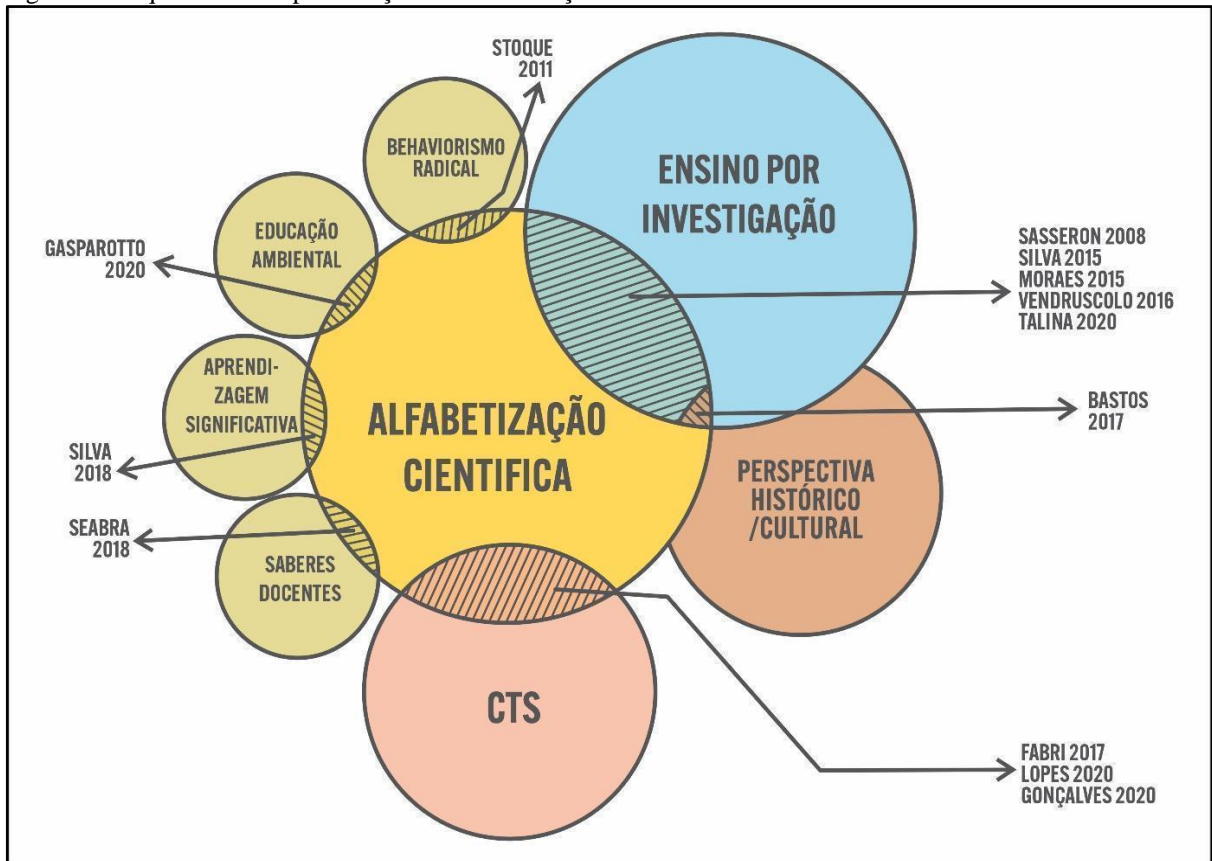 STOQUE
2011
BEHAVIORISMO
RADICAL
ENSINO POR
INVESTIGAÇÃO
EDUCAÇÃO
AMBIENTAL
GASPAROTTO
2020
SASSERON 2008
SILVA 2015
MORAES 2015
VENDRUSCOLO 2016
TALINA 2020
APRENDI-
ZAGEM
SIGNIFICATIVA
ALFABETIZAÇÃO
CIENTIFICA
BASTOS
2017
SILVA
2018
PERSPECTIVA
HISTÓRICO
/CULTURAL
SEABRA
2018
SABERES
DOCENTES
CTS
FABRI 2017
LOPES 2020
GONÇALVES 2020